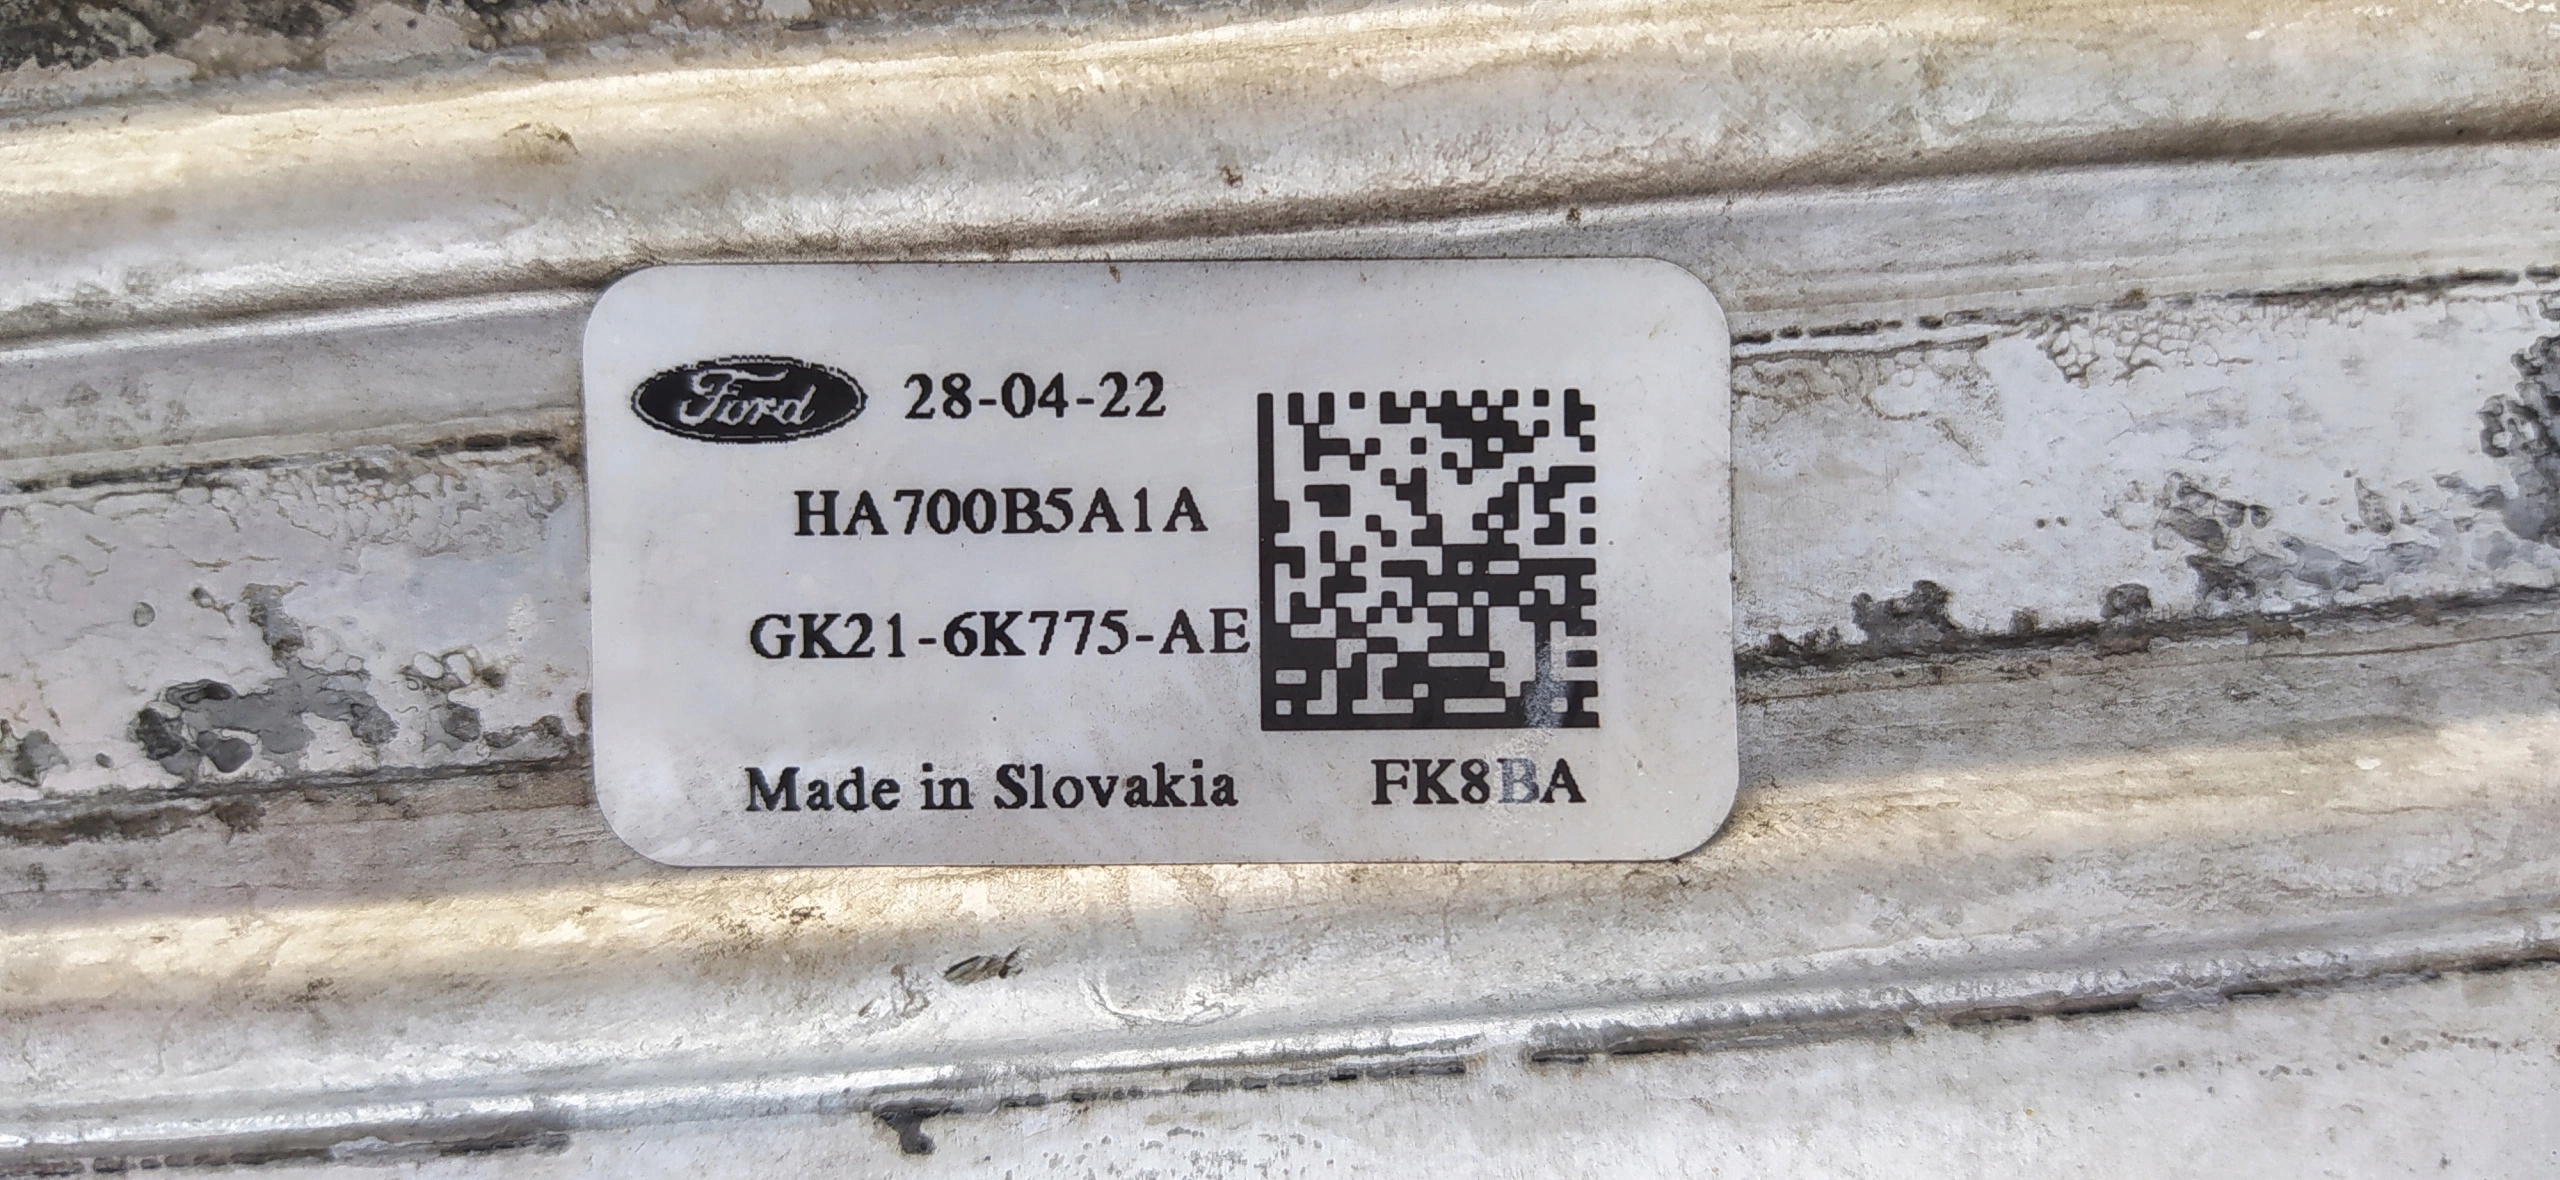 Ford 28-04-22
HA700B5A1A
GK21-6K775-AE
Made in Slovakia FK8BA